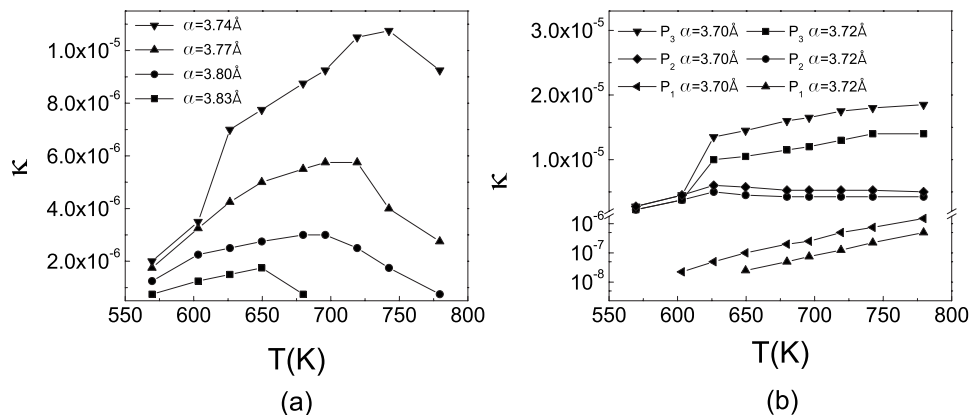 α=3.74Å
α=3.77Å
α=3.80Å
α=3.83Å
1.0x10⁻⁵
8.0x10⁻⁶
6.0x10⁻⁶
4.0x10⁻⁶
2.0x10⁻⁶
κ
550 600 650 700 750 800
T(K)
(a)
P₃ α=3.70Å P₃ α=3.72Å
P₂ α=3.70Å P₂ α=3.72Å
P₁ α=3.70Å P₁ α=3.72Å
3.0x10⁻⁵
2.0x10⁻⁵
1.0x10⁻⁵
10⁻⁶
10⁻⁷
10⁻⁸
κ
550 600 650 700 750 800
T(K)
(b)